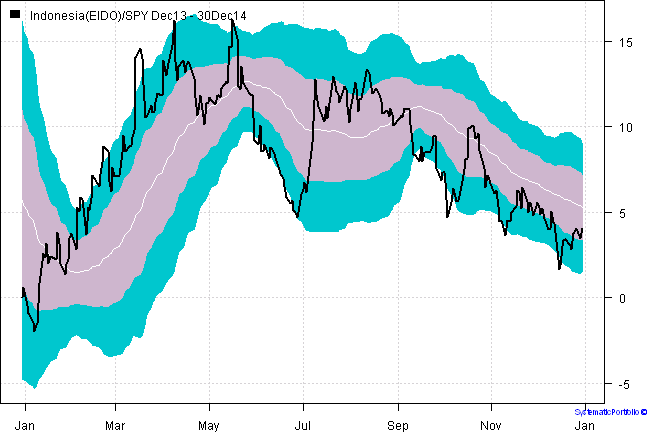 Indonesia(EIDO)/SPY Dec13 - 30Dec14
15
10
5
0
-5
Jan Mar May Jul Sep Nov Jan
SystematicPortfolio ©